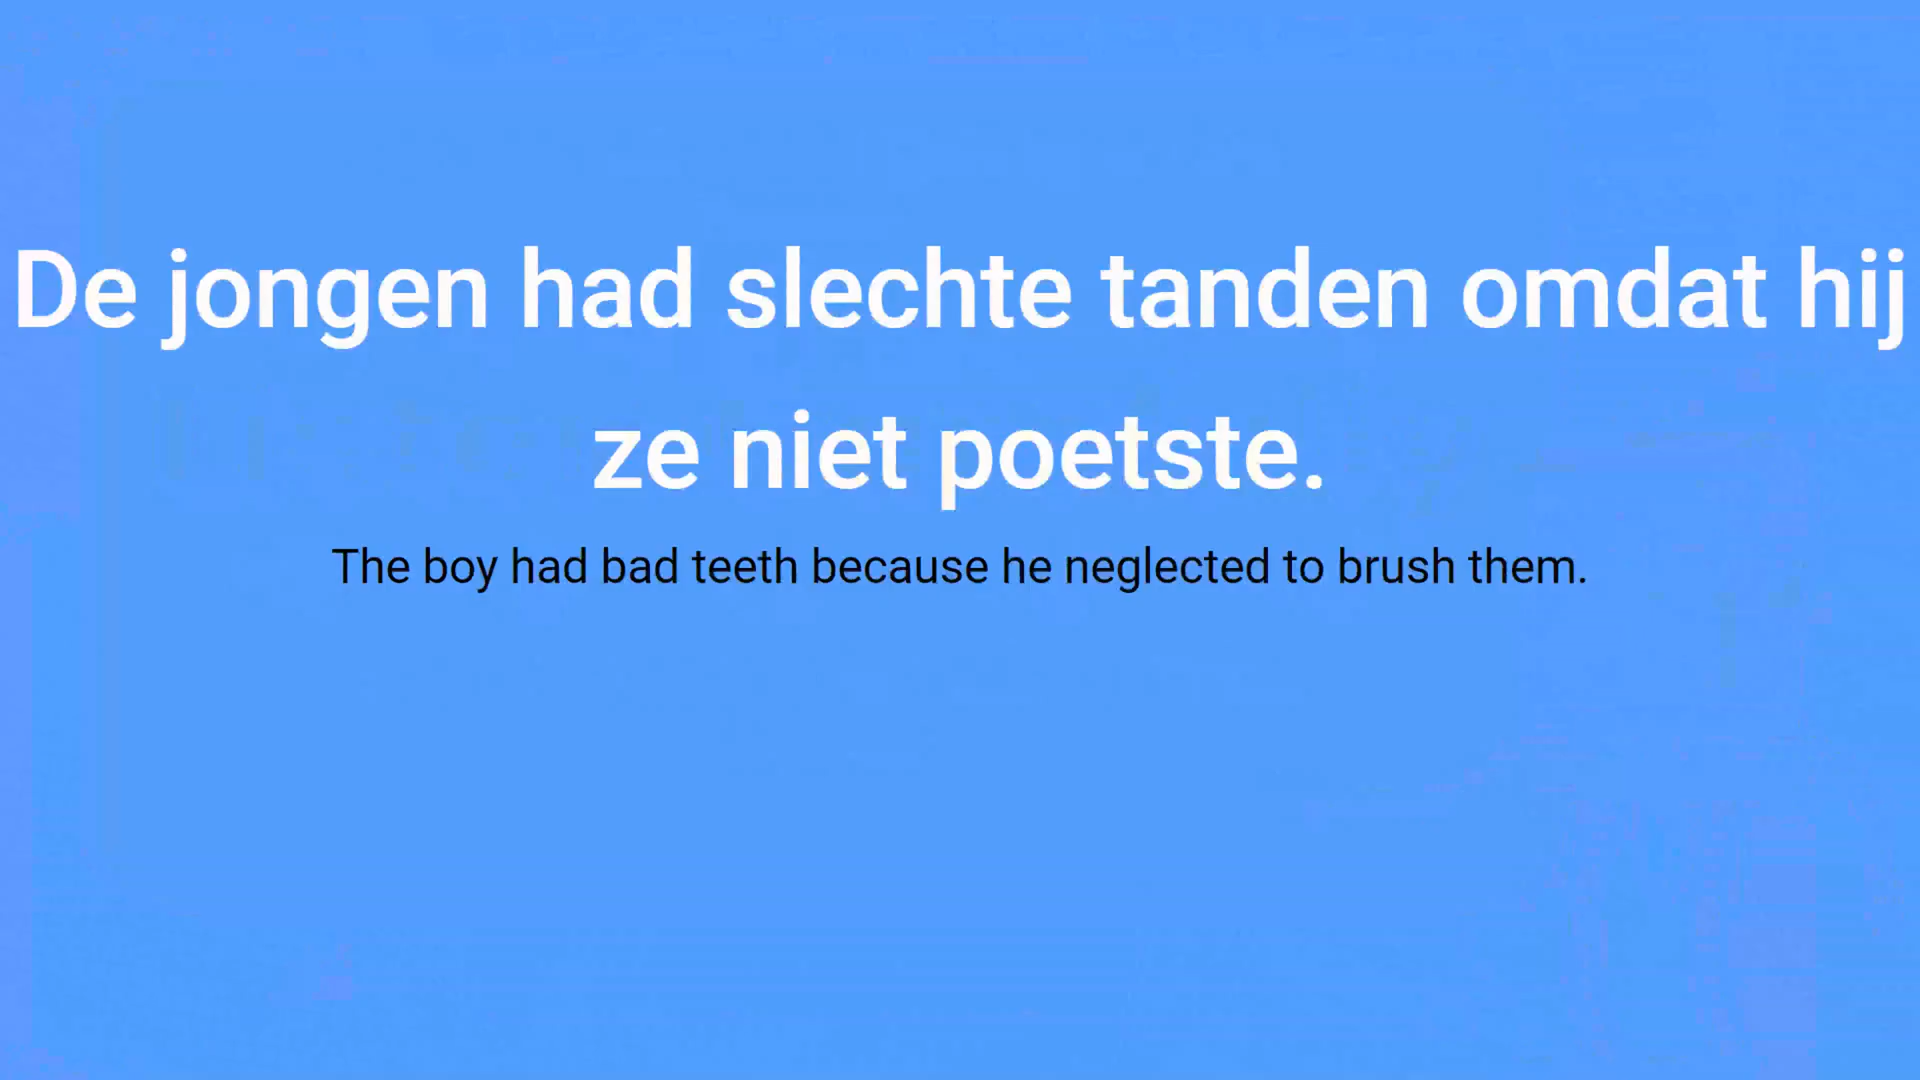 De jongen had slechte tanden omdat hij
ze niet poetste.
The boy had bad teeth because he neglected to brush them.